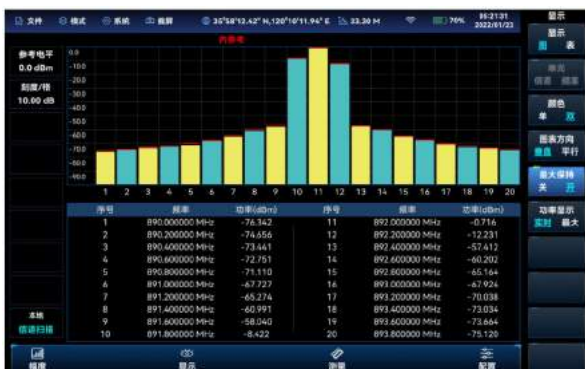 文件 模式 系统 截屏 35°58'12.42" N,120°10'11.94" E 33.30 M 70% 15:21:31 2022/01/23
显示
内参考
参考电平
0.0 dBm
刻度/格
10.00 dB
0.0
-10.0
-20.0
-30.0
-40.0
-50.0
-60.0
-70.0
-80.0
-90.0
1 2 3 4 5 6 7 8 9 10 11 12 13 14 15 16 17 18 19 20
序号 频率 功率(dBm) 序号 频率 功率(dBm)
1 890.000000 MHz -76.342 11 892.000000 MHz -0.716
2 890.200000 MHz -74.656 12 892.200000 MHz -12.231
3 890.400000 MHz -73.441 13 892.400000 MHz -57.412
4 890.600000 MHz -72.751 14 892.600000 MHz -60.202
5 890.800000 MHz -71.110 15 892.800000 MHz -65.164
6 891.000000 MHz -67.727 16 893.000000 MHz -67.924
7 891.200000 MHz -65.274 17 893.200000 MHz -70.038
8 891.400000 MHz -60.991 18 893.400000 MHz -73.034
9 891.600000 MHz -58.040 19 893.600000 MHz -73.664
10 891.800000 MHz -8.422 20 893.800000 MHz -75.120
本地
信道扫描
显示
图 表
单元
信道 频率
颜色
单 双
图表方向
垂直 平行
最大保持
关 开
功率显示
实时 最大
幅度 显示 测量 配置